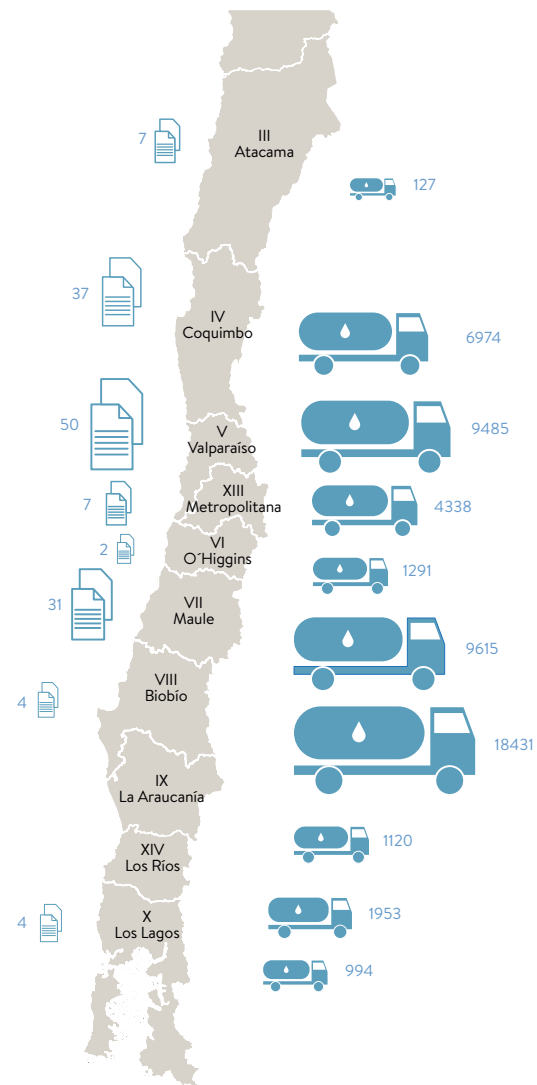 7
III
Atacama
127
37
IV
Coquimbo
6974
50
V
Valparaíso
9485
7
XIII
Metropolitana
4338
2
VI
O´Higgins
1291
31
VII
Maule
9615
4
VIII
Biobío
18431
IX
La Araucanía
XIV
Los Ríos
1120
4
X
Los Lagos
1953
994